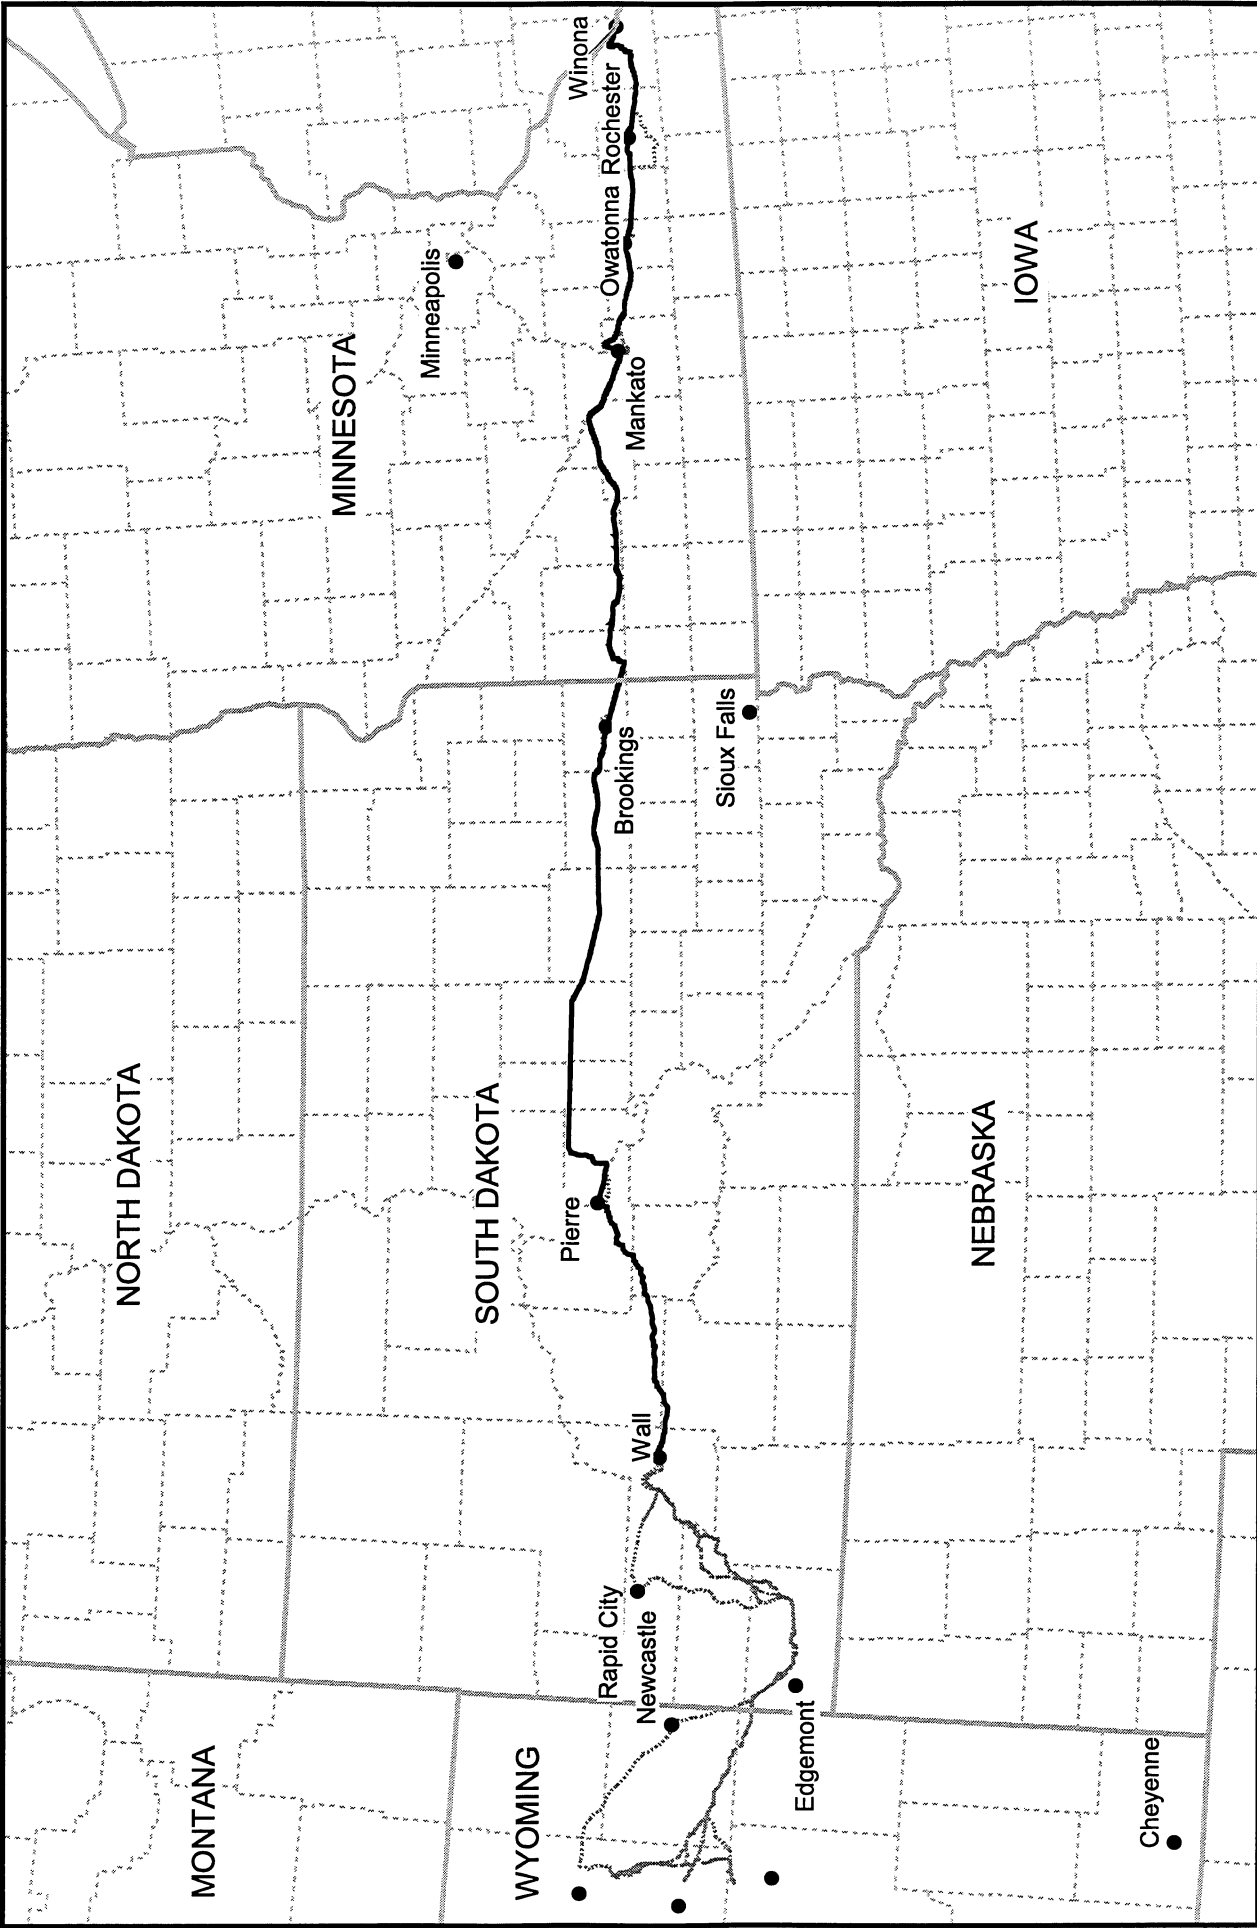 MONTANA
NORTH DAKOTA
MINNESOTA
Minneapolis
WYOMING
SOUTH DAKOTA
Pierre
Winona
Rapid City
Newcastle
Wall
Brookings
Mankato
Owatonna
Rochester
Sioux Falls
Edgemont
NEBRASKA
IOWA
Cheyenne